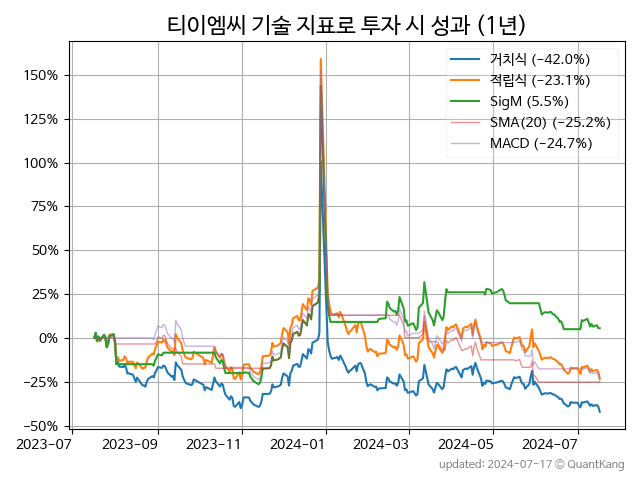 티이엠씨 기술 지표로 투자 시 성과 (1년)
거치식 (−42.0%)
적립식 (−23.1%)
SigM (5.5%)
SMA(20) (−25.2%)
MACD (−24.7%)
150%
125%
100%
75%
50%
25%
0%
−25%
−50%
2023-07 2023-09 2023-11 2024-01 2024-03 2024-05 2024-07
updated: 2024-07-17 © QuantKang